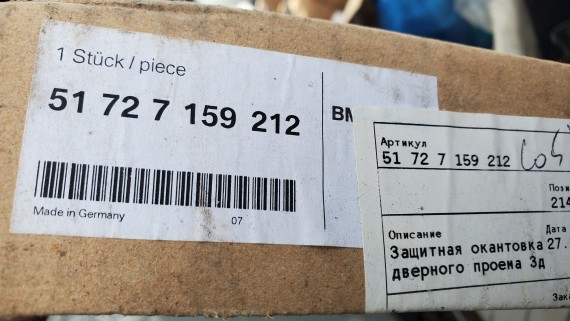 1 Stück / piece
51 72 7 159 212
BM
Made in Germany
07
Артикул
51 72 7 159 212
Пози
214
Описание
Дата
Защитная окантовка
27.
дверного проема 3д
Зака